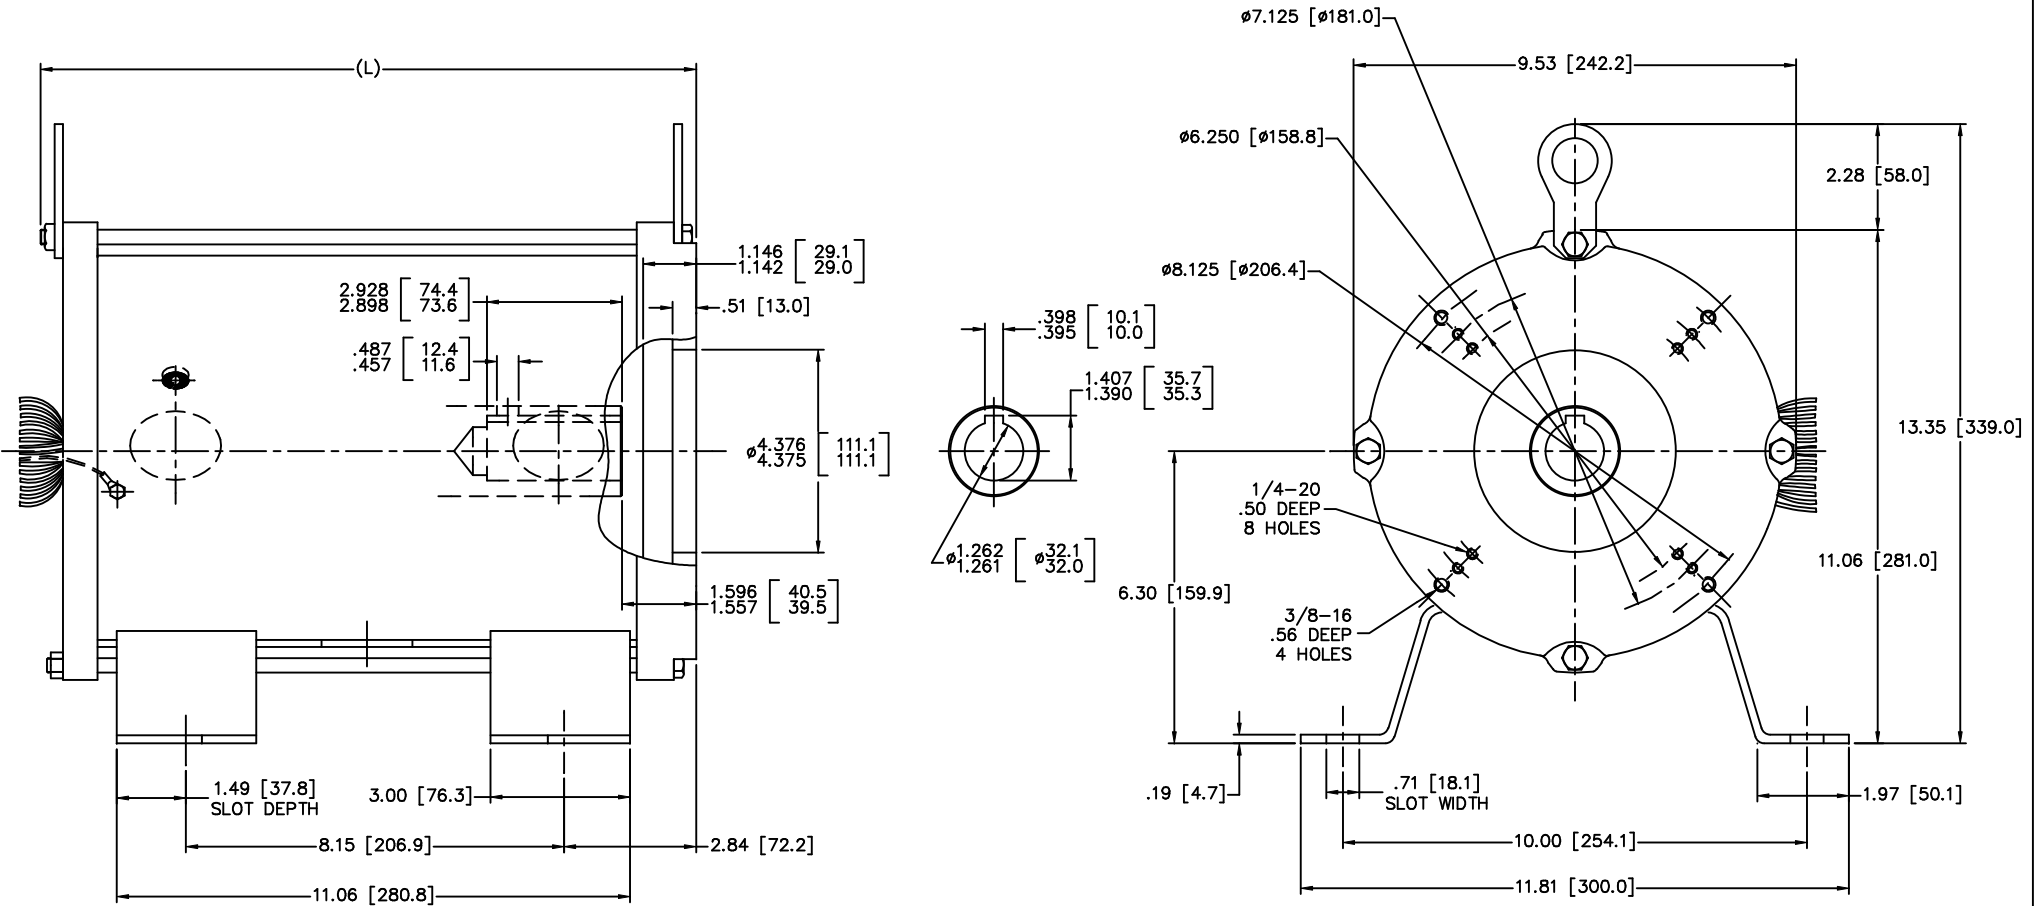 (L)
1.146 [ 29.1 ]
1.142 [ 29.0 ]
2.928 [ 74.4 ]
2.898 [ 73.6 ]
.51 [13.0]
.487 [ 12.4 ]
.457 [ 11.6 ]
ø4.376 [ 111.1 ]
4.375 [ 111.1 ]
1.596 [ 40.5 ]
1.557 [ 39.5 ]
1.49 [37.8]
SLOT DEPTH
3.00 [76.3]
8.15 [206.9]
2.84 [72.2]
11.06 [280.8]
.398 [ 10.1 ]
.395 [ 10.0 ]
1.407 [ 35.7 ]
1.390 [ 35.3 ]
ø1.262 [ ø32.1 ]
1.261 [ 32.0 ]
ø7.125 [ø181.0]
9.53 [242.2]
ø6.250 [ø158.8]
2.28 [58.0]
ø8.125 [ø206.4]
13.35 [339.0]
1/4-20
.50 DEEP
8 HOLES
11.06 [281.0]
6.30 [159.9]
3/8-16
.56 DEEP
4 HOLES
.19 [4.7]
.71 [18.1]
SLOT WIDTH
1.97 [50.1]
10.00 [254.1]
11.81 [300.0]